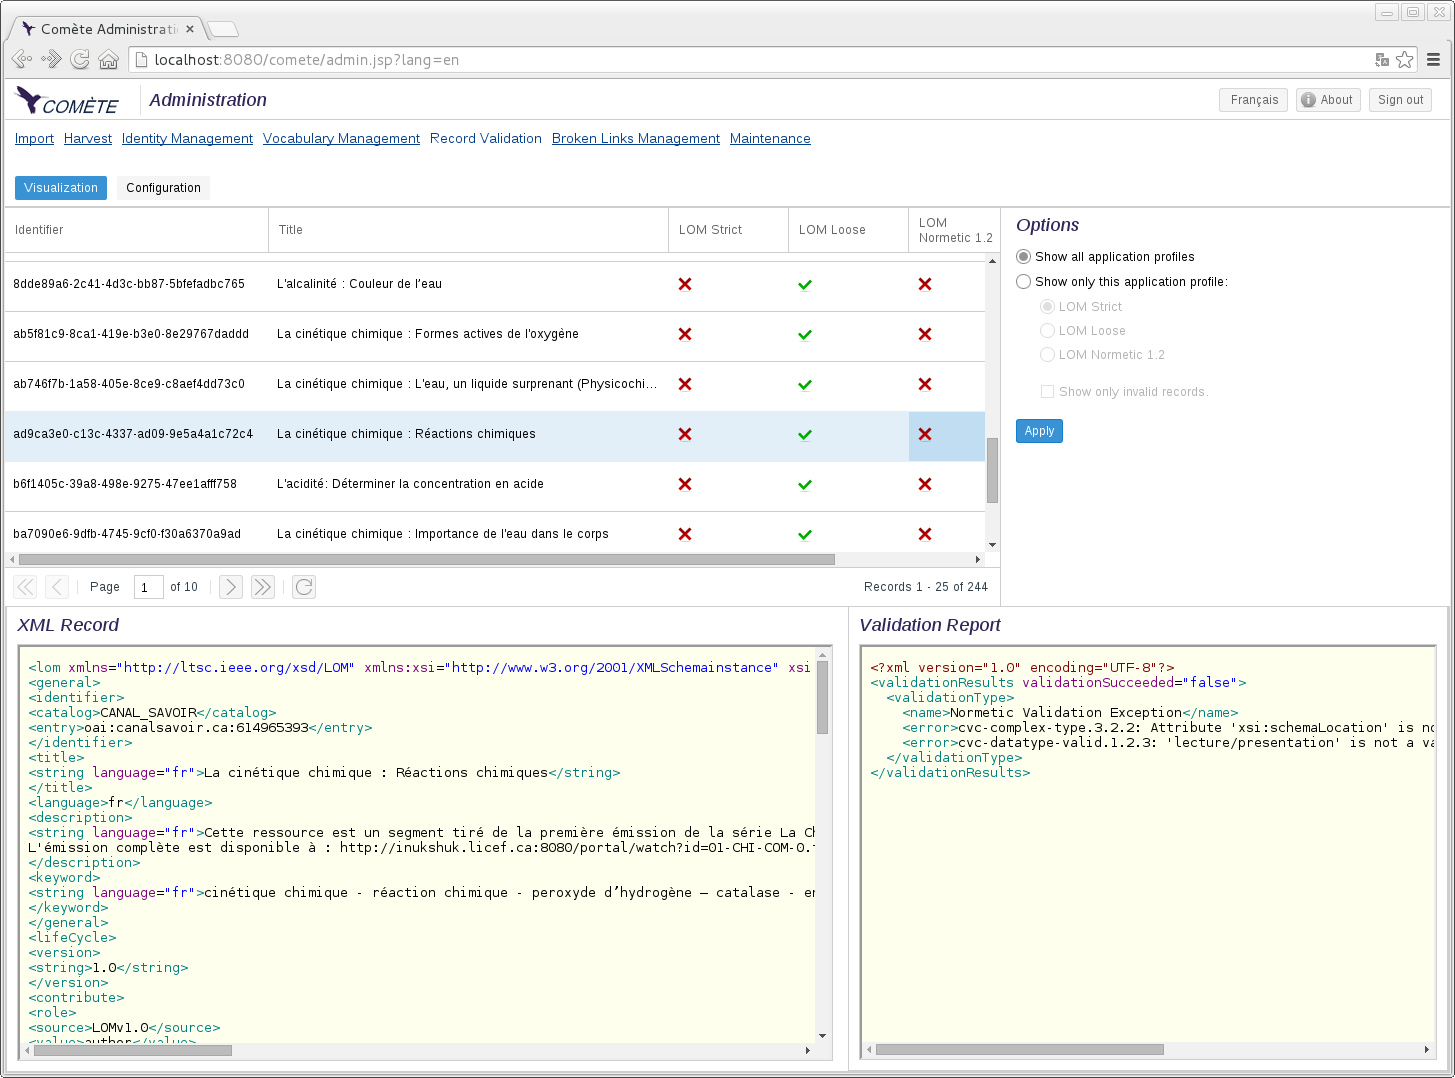 Comète Administrati
localhost:8080/comete/admin.jsp?lang=en
COMÈTE
Administration
Français
About
Sign out
Import Harvest Identity Management Vocabulary Management Record Validation Broken Links Management Maintenance
Visualization Configuration
Identifier Title LOM Strict LOM Loose LOM Normetic 1.2
8dde89a6-2c41-4d3c-bb87-5bfefadbc765 L'alcalinité : Couleur de l'eau
ab5f81c9-8ca1-419e-b3e0-8e29767daddd La cinétique chimique : Formes actives de l'oxygène
ab746f7b-1a58-405e-8ce9-c8aef4dd73c0 La cinétique chimique : L'eau, un liquide surprenant (Physicochi...
ad9ca3e0-c13c-4337-ad09-9e5a4a1c72c4 La cinétique chimique : Réactions chimiques
b6f1405c-39a8-498e-9275-47ee1afff758 L'acidité: Déterminer la concentration en acide
ba7090e6-9dfb-4745-9cf0-f30a6370a9ad La cinétique chimique : Importance de l'eau dans le corps
Page 1 of 10 Records 1 - 25 of 244
Options
Show all application profiles
Show only this application profile:
LOM Strict
LOM Loose
LOM Normetic 1.2
Show only invalid records.
Apply
XML Record
<lom xmlns="http://ltsc.ieee.org/xsd/LOM" xmlns:xsi="http://www.w3.org/2001/XMLSchemainstance" xsi
<general>
<identifier>
<catalog>CANAL_SAVOIR</catalog>
<entry>oai:canalsavoir.ca:614965393</entry>
</identifier>
<title>
<string language="fr">La cinétique chimique : Réactions chimiques</string>
</title>
<language>fr</language>
<description>
<string language="fr">Cette ressource est un segment tiré de la première émission de la série La Ch
L'émission complète est disponible à : http://inukshuk.licef.ca:8080/portal/watch?id=01-CHI-COM-0.
</description>
<keyword>
<string language="fr">cinétique chimique - réaction chimique - peroxyde d’hydrogène – catalase - en
</keyword>
</general>
<lifeCycle>
<version>
<string>1.0</string>
</version>
<contribute>
<role>
<source>LOMv1.0</source>
<value>author</value>
Validation Report
<?xml version="1.0" encoding="UTF-8"?>
<validationResults validationSucceeded="false">
<validationType>
<name>Normetic Validation Exception</name>
<error>cvc-complex-type.3.2.2: Attribute 'xsi:schemaLocation' is no
<error>cvc-datatype-valid.1.2.3: 'lecture/presentation' is not a va
</validationType>
</validationResults>